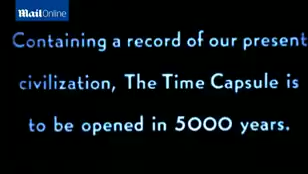 MailOnline
Containing a record of our present
civilization, The Time Capsule is
to be opened in 5000 years.